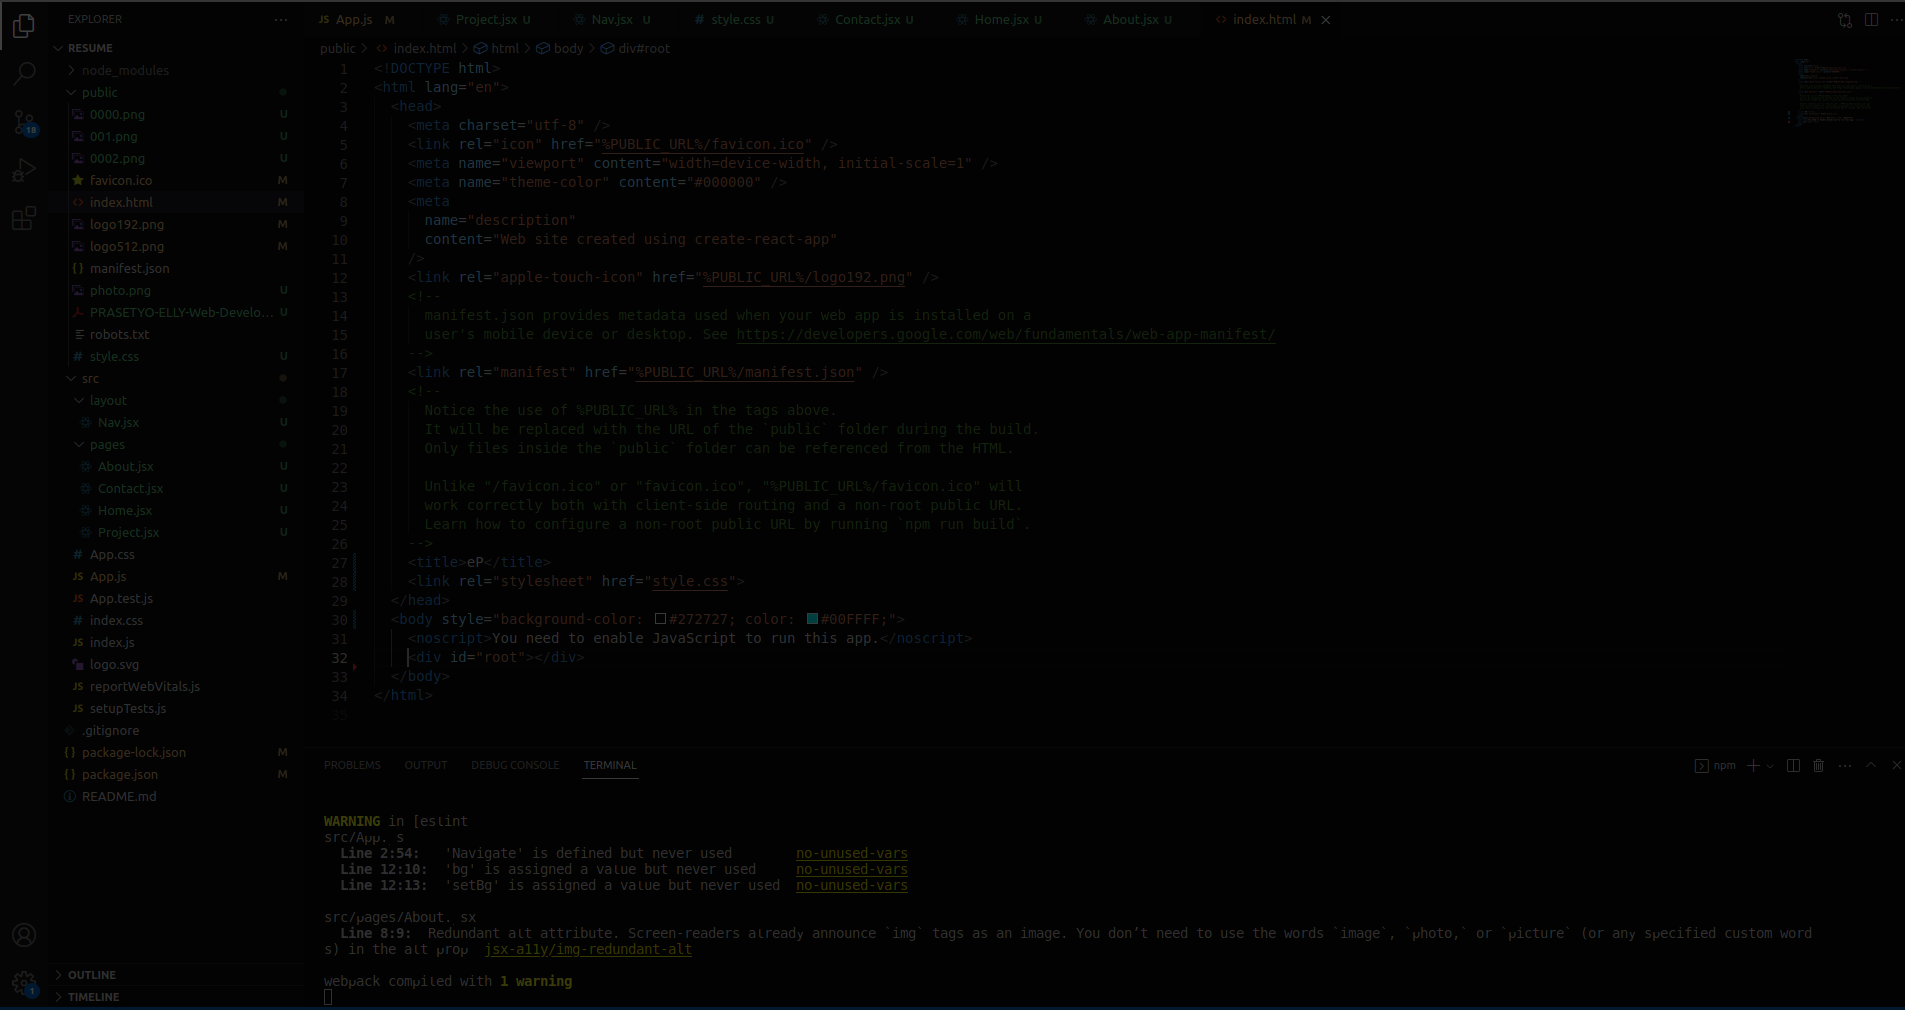 EXPLORER
RESUME
node_modules
public
0000.png U
001.png U
0002.png U
favicon.ico M
index.html M
logo192.png M
logo512.png M
manifest.json
photo.png U
PRASETYO-ELLY-Web-Develo... U
robots.txt
style.css U
src
layout
Nav.jsx U
pages
About.jsx U
Contact.jsx U
Home.jsx U
Project.jsx U
App.css
App.js M
App.test.js
index.css
index.js
logo.svg
reportWebVitals.js
setupTests.js
.gitignore
package-lock.json M
package.json M
README.md
OUTLINE
TIMELINE
18
1
App.js M Project.jsx U Nav.jsx U style.css U Contact.jsx U Home.jsx U About.jsx U index.html M
public > index.html > html > body > div#root
1 <!DOCTYPE html>
2 <html lang="en">
3 <head>
4 <meta charset="utf-8" />
5 <link rel="icon" href="%PUBLIC_URL%/favicon.ico" />
6 <meta name="viewport" content="width=device-width, initial-scale=1" />
7 <meta name="theme-color" content="#000000" />
8 <meta
9 name="description"
10 content="Web site created using create-react-app"
11 />
12 <link rel="apple-touch-icon" href="%PUBLIC_URL%/logo192.png" />
13 <!--
14 manifest.json provides metadata used when your web app is installed on a
15 user's mobile device or desktop. See https://developers.google.com/web/fundamentals/web-app-manifest/
16 -->
17 <link rel="manifest" href="%PUBLIC_URL%/manifest.json" />
18 <!--
19 Notice the use of %PUBLIC_URL% in the tags above.
20 It will be replaced with the URL of the `public` folder during the build.
21 Only files inside the `public` folder can be referenced from the HTML.
22
23 Unlike "/favicon.ico" or "favicon.ico", "%PUBLIC_URL%/favicon.ico" will
24 work correctly both with client-side routing and a non-root public URL.
25 Learn how to configure a non-root public URL by running `npm run build`.
26 -->
27 <title>eP</title>
28 <link rel="stylesheet" href="style.css">
29 </head>
30 <body style="background-color: #272727; color: #00FFFF;">
31 <noscript>You need to enable JavaScript to run this app.</noscript>
32 <div id="root"></div>
33 </body>
34 </html>
35
PROBLEMS OUTPUT DEBUG CONSOLE TERMINAL npm
WARNING in [eslint
src/App. s
Line 2:54: 'Navigate' is defined but never used no-unused-vars
Line 12:10: 'bg' is assigned a value but never used no-unused-vars
Line 12:13: 'setBg' is assigned a value but never used no-unused-vars
src/pages/About. sx
Line 8:9: Redundant alt attribute. Screen-readers already announce `img` tags as an image. You don’t need to use the words `image`, `photo,` or `picture` (or any specified custom word
s) in the alt prop jsx-a11y/img-redundant-alt
webpack compiled with 1 warning